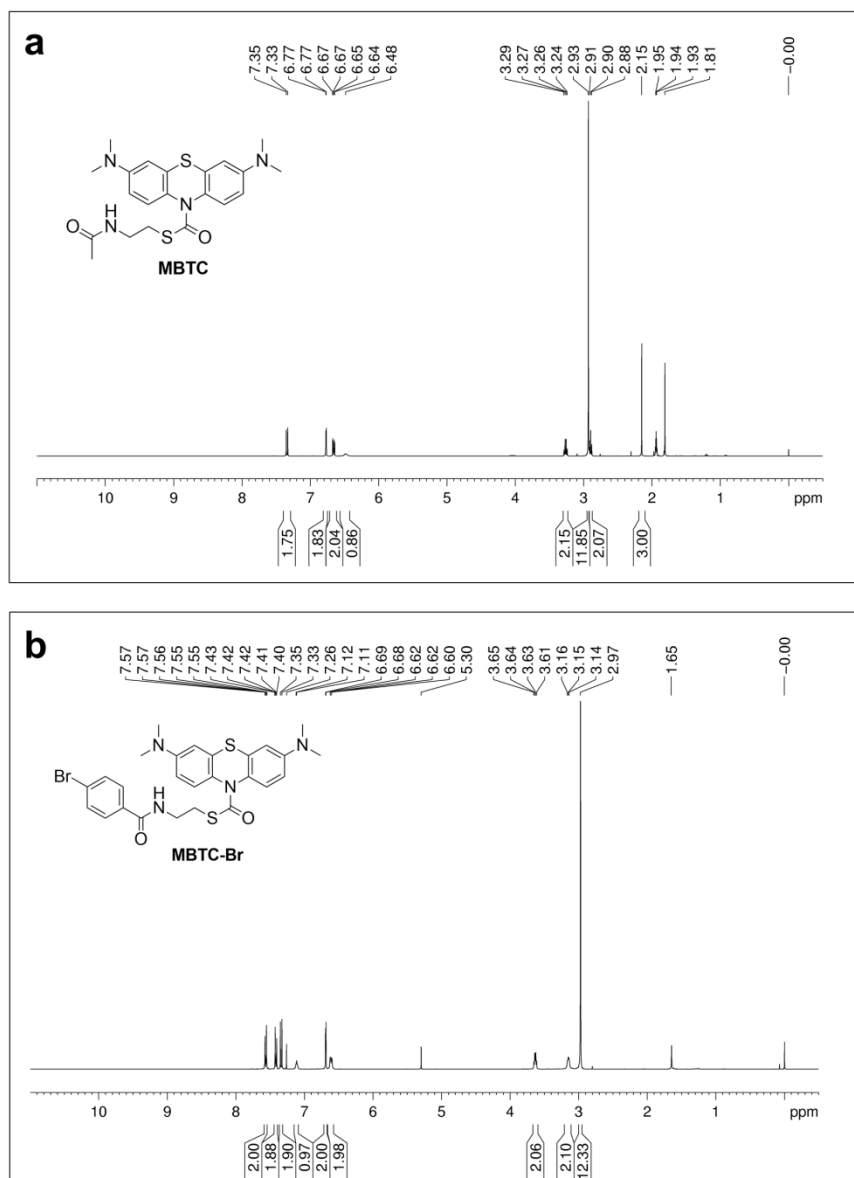 a
7.35 7.33 6.77 6.77 6.67 6.67 6.65 6.64 6.48 3.29 3.27 3.26 3.24 2.93 2.91 2.90 2.88 2.15 1.95 1.94 1.93 1.81 −0.00
N S N
N
H
N
O S O
MBTC
10 9 8 7 6 5 4 3 2 1 ppm
1.75 1.83 2.04 0.86 2.15 11.85 2.07 3.00
b
7.57 7.57 7.56 7.55 7.55 7.43 7.42 7.42 7.41 7.40 7.35 7.33 7.26 7.12 7.11 6.69 6.68 6.62 6.62 6.60 5.30 3.65 3.64 3.63 3.61 3.16 3.15 3.14 2.97 1.65 −0.00
N S N
Br
N
H
N
S O
O
MBTC-Br
10 9 8 7 6 5 4 3 2 1 ppm
2.00 1.88 1.90 0.97 2.00 1.98 2.06 2.10 12.33